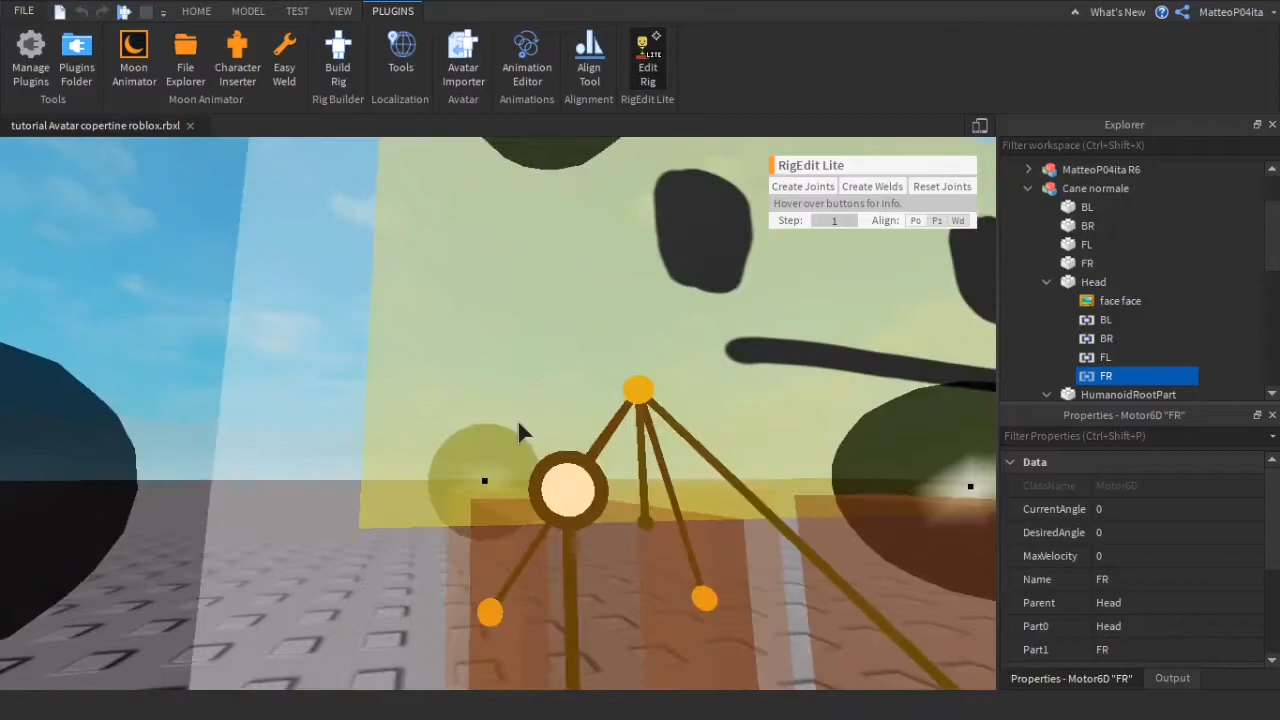 FILE HOME MODEL TEST VIEW PLUGINS What's New MatteoP04ita
Manage Plugins
Plugins Folder
Moon Animator
File Explorer
Character Inserter
Easy Weld
Build Rig
Tools
Avatar Importer
Animation Editor
Align Tool
LITE
Edit Rig
Tools Moon Animator Rig Builder Localization Avatar Animations Alignment RigEdit Lite
tutorial Avatar copertine roblox.rbxl
RigEdit Lite
Create Joints Create Welds Reset Joints
Hover over buttons for info.
Step: 1 Align: Po P1 Wd
Explorer
Filter workspace (Ctrl+Shift+X)
MatteoP04ita R6
Cane normale
BL
BR
FL
FR
Head
face face
BL
BR
FL
FR
HumanoidRootPart
Properties - Motor6D "FR"
Filter Properties (Ctrl+Shift+P)
Data
ClassName Motor6D
CurrentAngle 0
DesiredAngle 0
MaxVelocity 0
Name FR
Parent Head
Part0 Head
Part1 FR
Properties - Motor6D "FR" Output